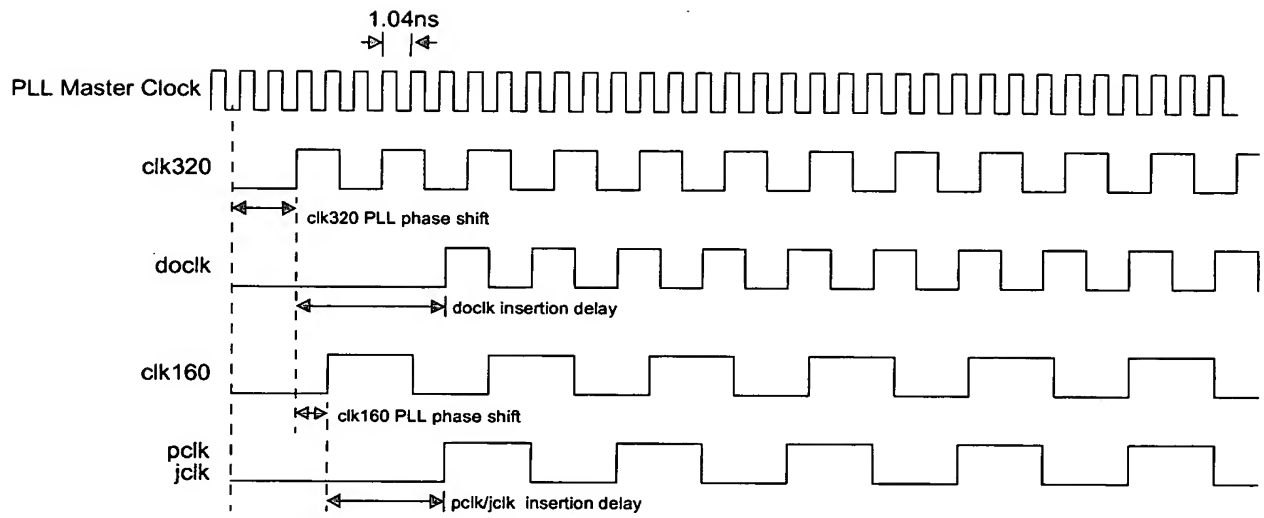 1.04ns
PLL Master Clock
clk320
clk320 PLL phase shift
doclk
doclk insertion delay
clk160
clk160 PLL phase shift
pclk
jclk
pclk/jclk insertion delay